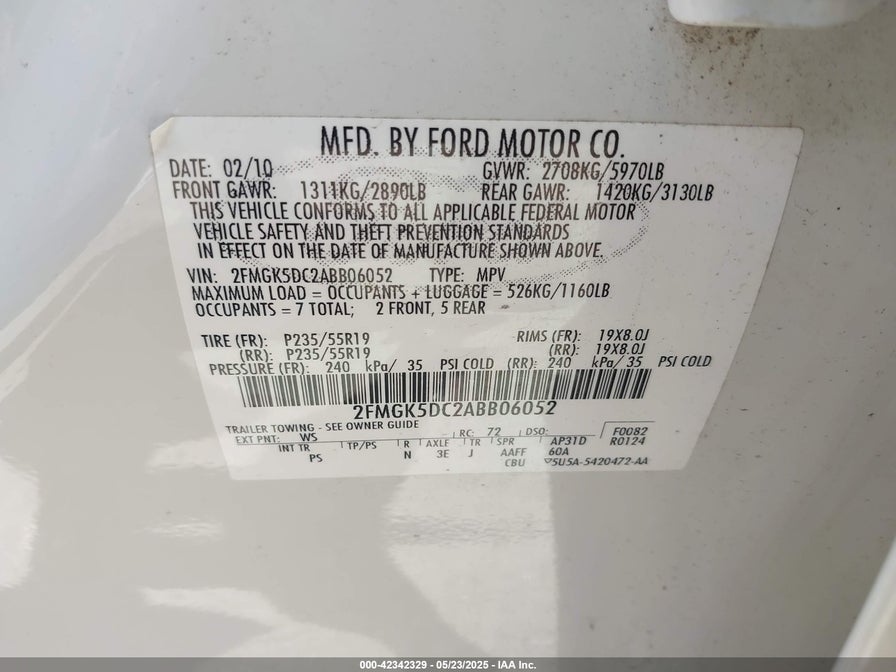 MFD. BY FORD MOTOR CO.
DATE: 02/10 GVWR: 2708KG/5970LB
FRONT GAWR: 1311KG/2890LB REAR GAWR: 1420KG/3130LB
THIS VEHICLE CONFORMS TO ALL APPLICABLE FEDERAL MOTOR
VEHICLE SAFETY AND THEFT PREVENTION STANDARDS
IN EFFECT ON THE DATE OF MANUFACTURE SHOWN ABOVE.
VIN: 2FMGK5DC2ABB06052 TYPE: MPV
MAXIMUM LOAD = OCCUPANTS + LUGGAGE = 526KG/1160LB
OCCUPANTS = 7 TOTAL; 2 FRONT, 5 REAR
TIRE (FR): P235/55R19 RIMS (FR): 19X8.0J
(RR): P235/55R19 (RR): 19X8.0J
PRESSURE (FR): 240 kPa/ 35 PSI COLD (RR): 240 kPa/ 35 PSI COLD
2FMGK5DC2ABB06052
TRAILER TOWING - SEE OWNER GUIDE
EXT PNT: WS RC: 72 DSO: F0082
INT TR TP/PS R AXLE TR SPR AP31D R0124
PS N 3E J AAFF 60A
CBU 5U5A-5420472-AA
000-42342329 - 05/23/2025 - IAA Inc.